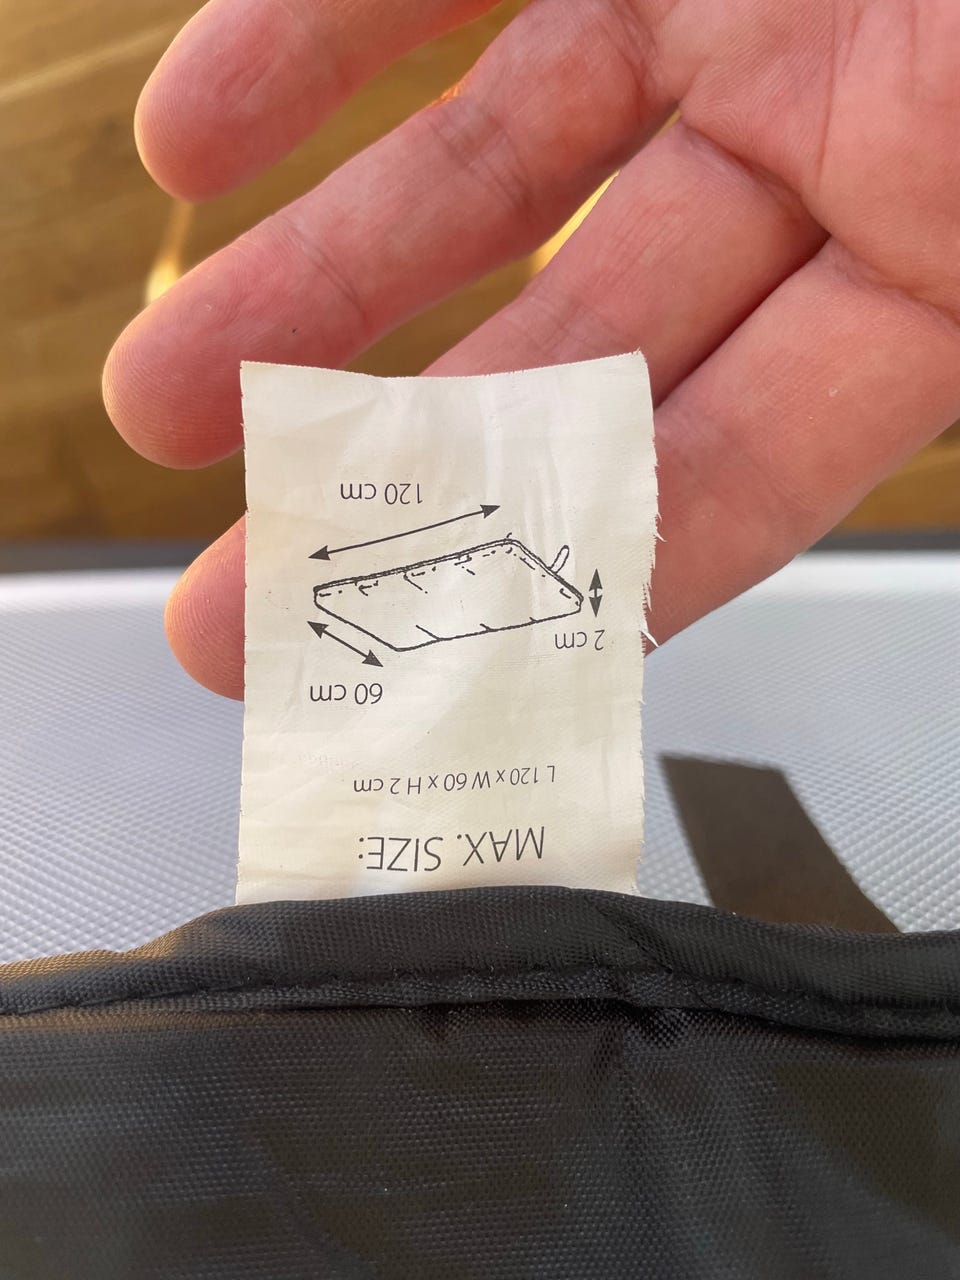 MAX. SIZE:
L 120 x W 60 x H 2 cm
60 cm
2 cm
120 cm